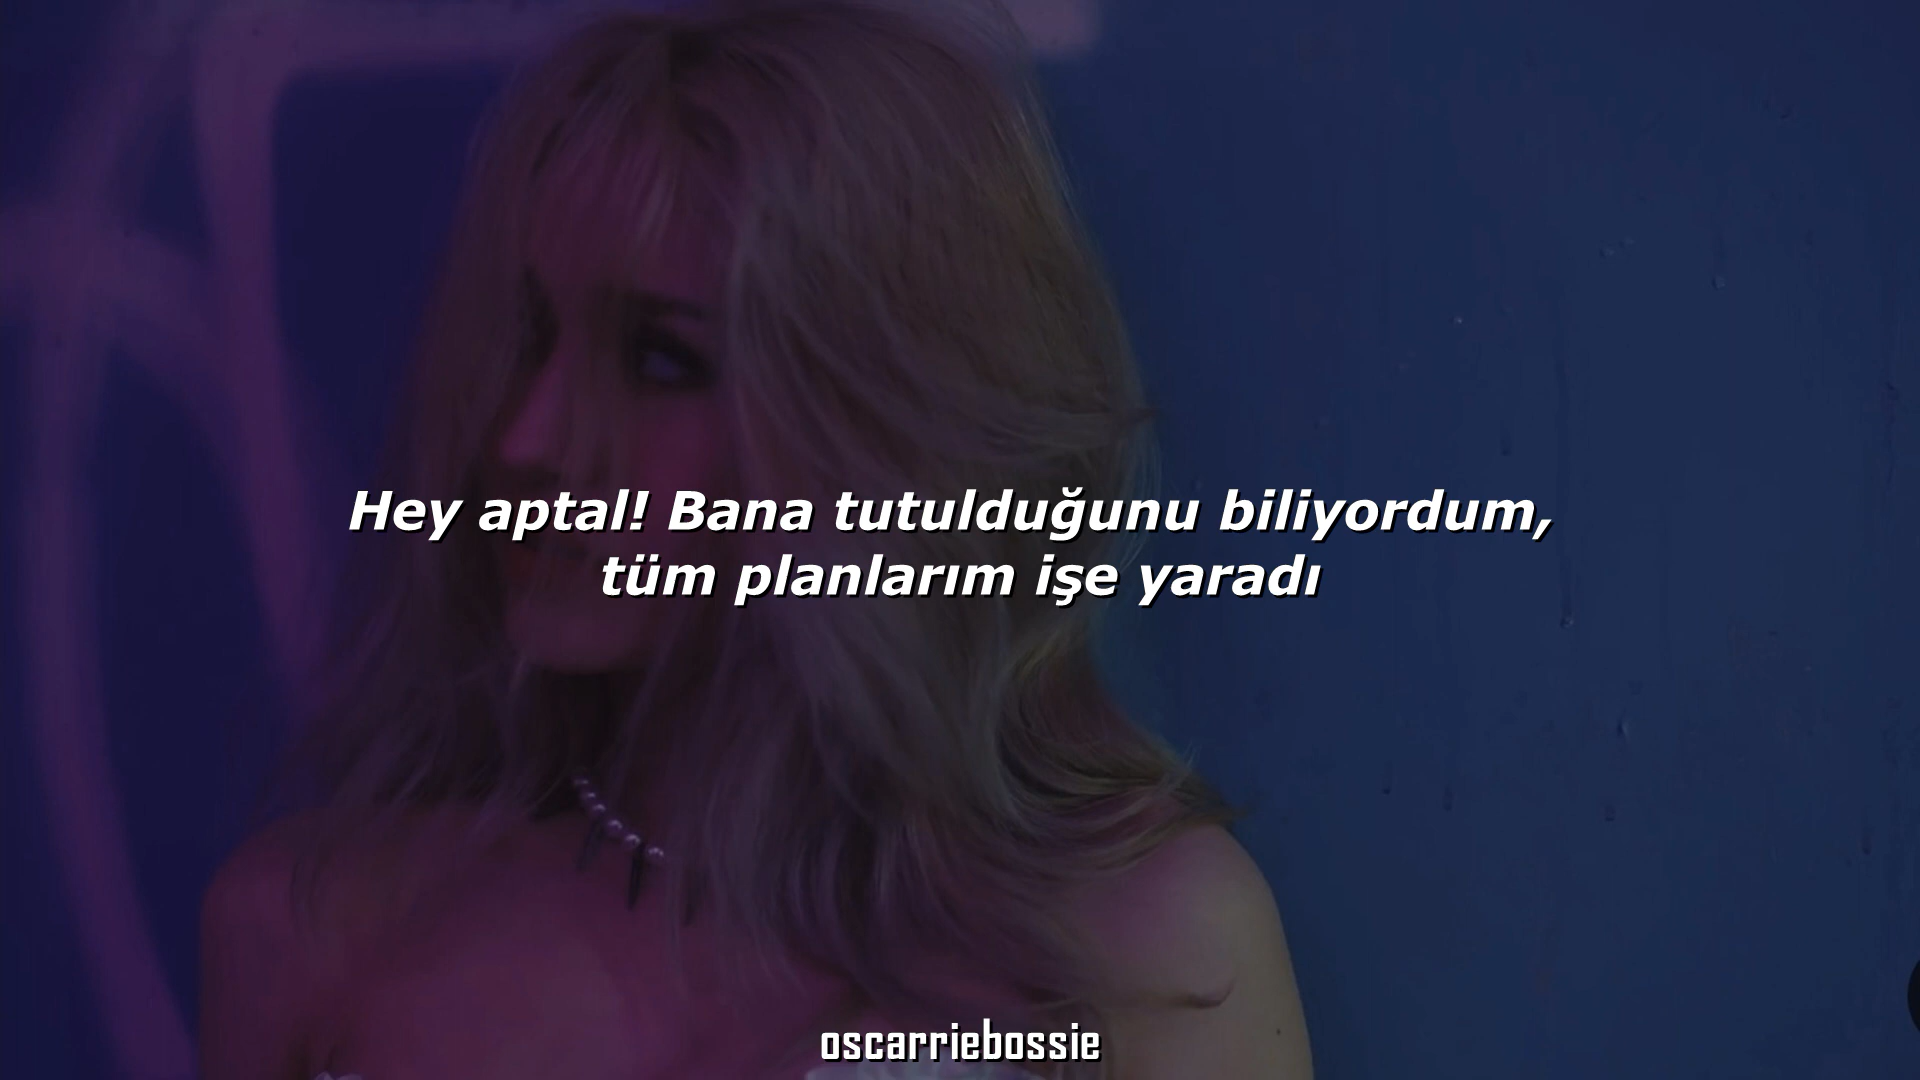 Hey aptal! Bana tutulduğunu biliyordum,
tüm planlarım işe yaradı
oscarriebossie